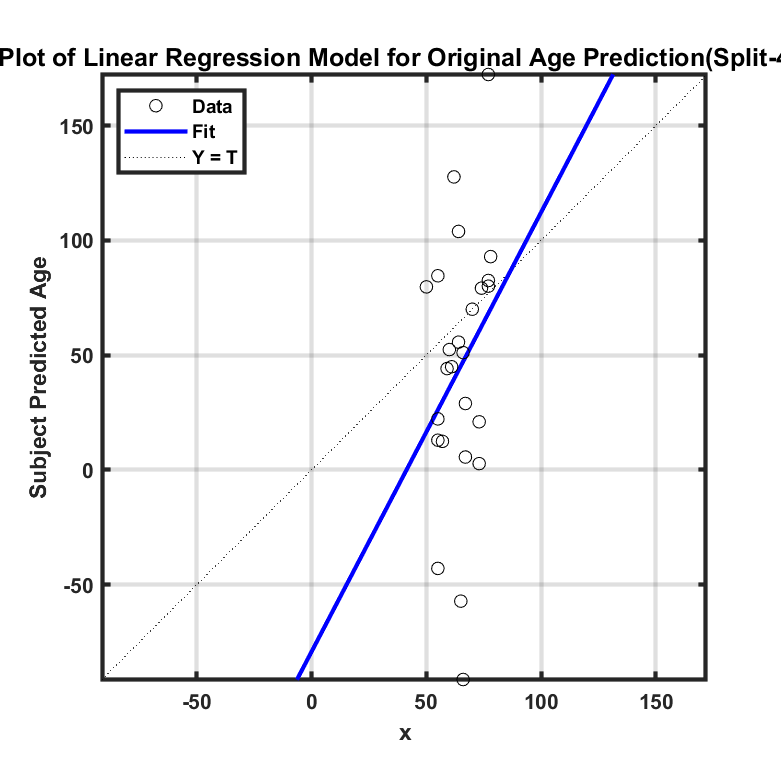 Plot of Linear Regression Model for Original Age Prediction(Split-4
Data
Fit
Y = T
150
100
50
0
-50
Subject Predicted Age
-50
0
50
100
150
x